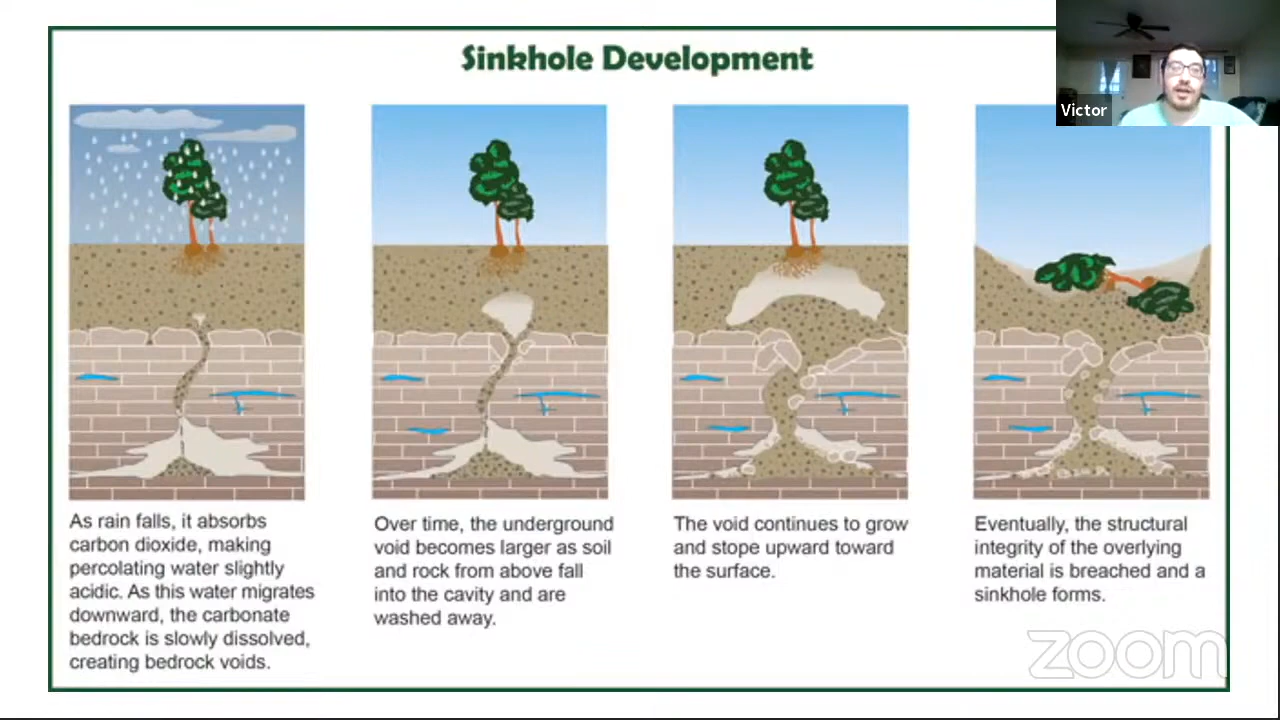 Sinkhole Development
Victor
As rain falls, it absorbs
carbon dioxide, making
percolating water slightly
acidic. As this water migrates
downward, the carbonate
bedrock is slowly dissolved,
creating bedrock voids.
Over time, the underground
void becomes larger as soil
and rock from above fall
into the cavity and are
washed away.
The void continues to grow
and stope upward toward
the surface.
Eventually, the structural
integrity of the overlying
material is breached and a
sinkhole forms.
zoom